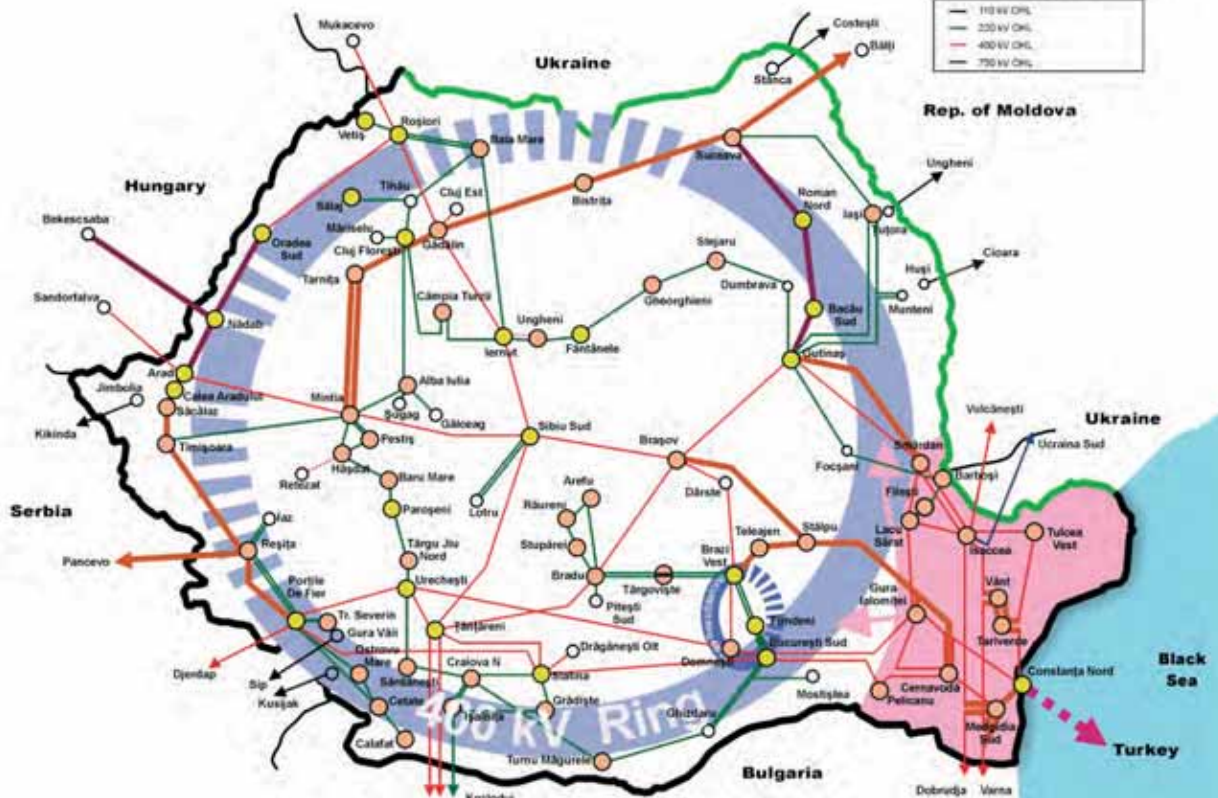 110 kV OHL
220 kV OHL
400 kV OHL
750 kV OHL
Mukacevo
Costești
Bălți
Ukraine
Stânca
Rep. of Moldova
Roșiori
Vetiș
Baia Mare
Suceava
Hungary
Ungheni
Tihău
Cluj Est
Bistrița
Roman
Nord
Iași
Țuțora
Sălaj
Bekescsaba
Mărișelu
Oradea
Sud
Cluj Florești
Gădălin
Stejaru
Cioara
Huși
Tarnița
Gheorghieni
Dumbrava
Munteni
Sandorfalva
Câmpia Turzii
Ungheni
Bacău
Sud
Nădab
Iernut
Fântânele
Gutinaș
Arad
Jimbolia
Calea Aradului
Săcălaz
Alba Iulia
Mintia
Șugag
Gâlceag
Vulcănești
Ukraine
Kikinda
Timișoara
Pestiș
Sibiu Sud
Brașov
Ucraina Sud
Smârdan
Hășdat
Focșani
Barboși
Retezat
Baru Mare
Arefu
Dârste
Filești
Serbia
Paroșeni
Lotru
Râureni
Iaz
Lacu
Sărat
Tulcea
Vest
Stâlpu
Teleajen
Isaccea
Reșița
Târgu Jiu
Nord
Stupărei
Brazi
Vest
Pancevo
Porțile
De Fier
Urechești
Bradu
Târgoviște
Gura
Ialomiței
Vânt
Pitești
Sud
Tr. Severin
Gura Văii
Țânțăreni
Fundeni
Tariverde
București Sud
Ostrovu
Mare
Drăgănești Olt
Domnești
Black
Sea
Djerdap
Sip
Craiova N
Slatina
Constanța Nord
Sânsănești
Kusijak
Cetate
Mostiștea
Cernavoda
Pelicanu
Grădiște
Ișalnița
Ghizdaru
400 kV Ring
Medgidia
Sud
Calafat
Turnu Măgurele
Turkey
Bulgaria
Dobrudja
Varna